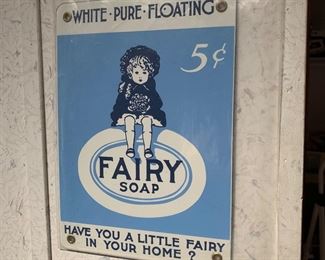 WHITE · PURE · FLOATING
5¢
FAIRY
SOAP
HAVE YOU A LITTLE FAIRY
IN YOUR HOME?